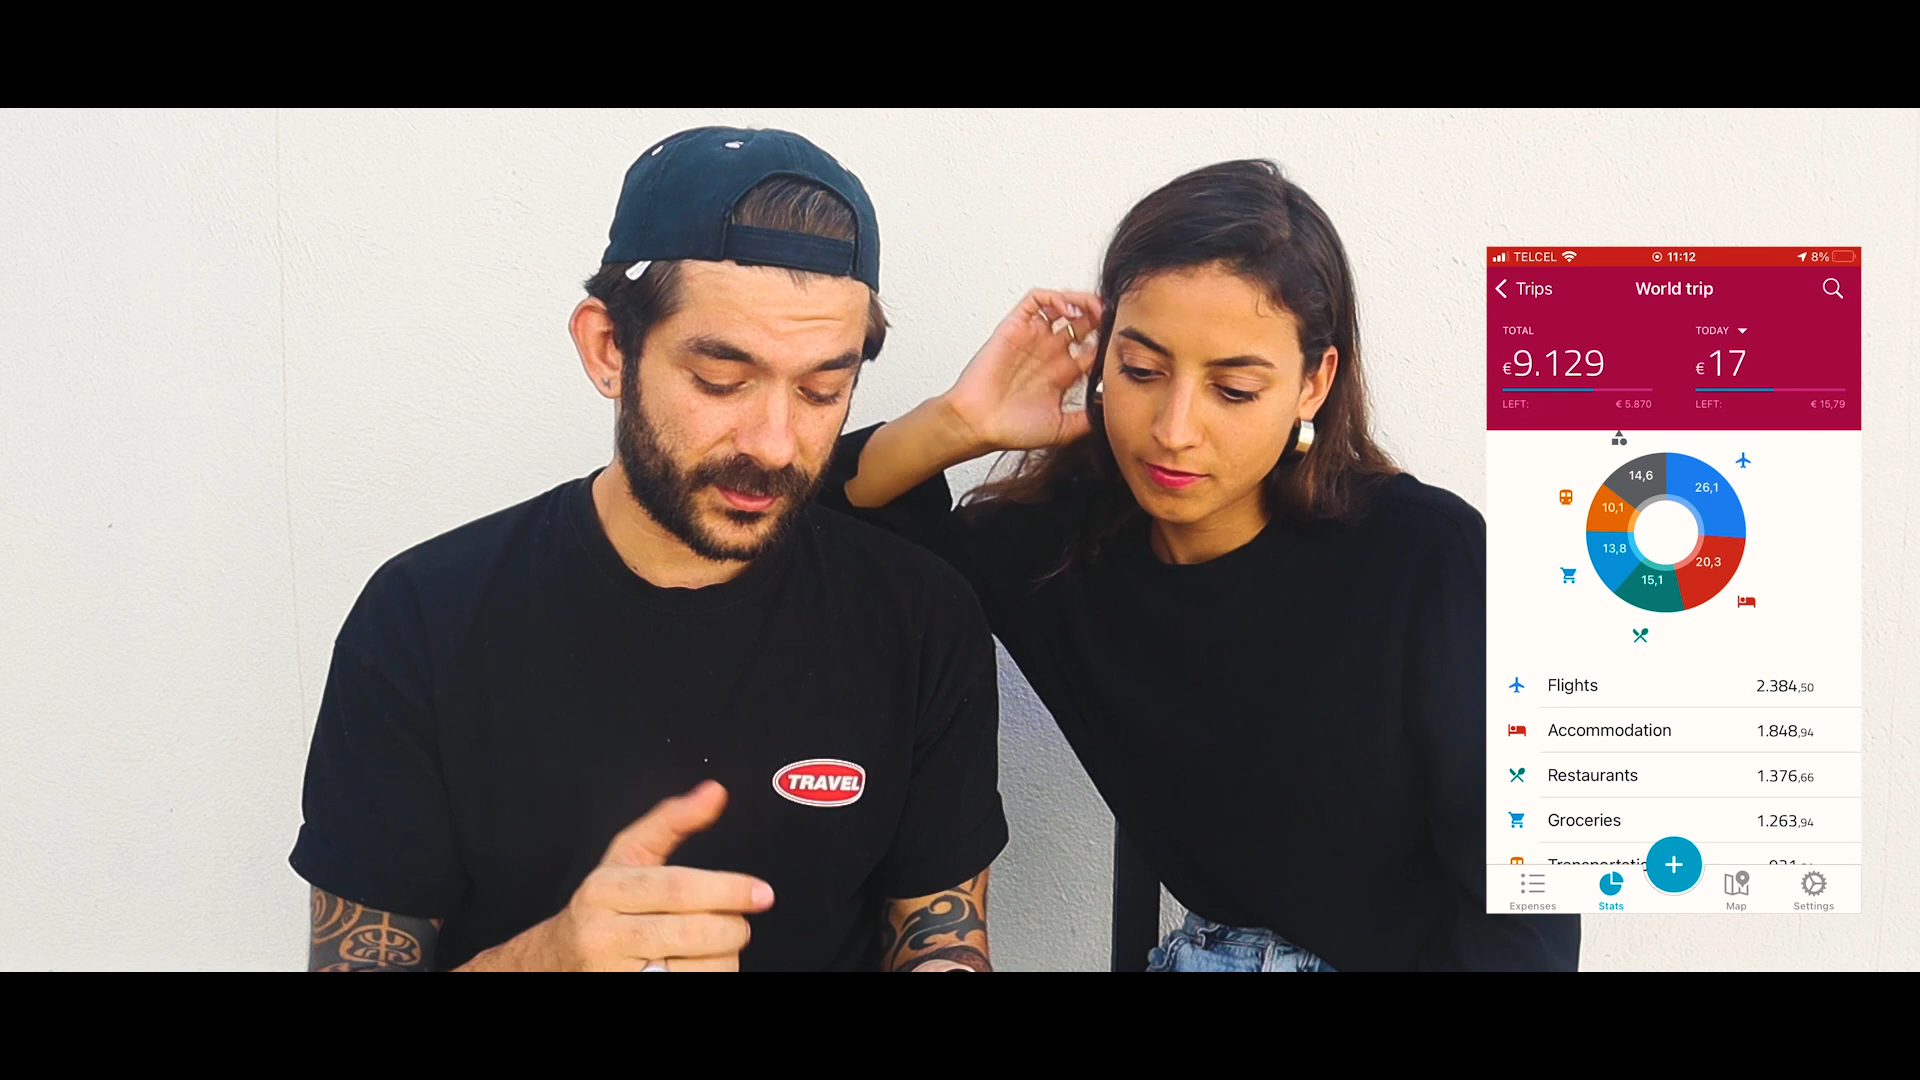 TRAVEL
TELCEL 11:12 8%
Trips World trip
TOTAL TODAY
€9.129 €17
LEFT: € 5.870 LEFT: € 15,79
14,6
26,1
10,1
13,8
20,3
15,1
Flights 2.384,50
Accommodation 1.848,94
Restaurants 1.376,66
Groceries 1.263,94
+
Expenses Stats Map Settings